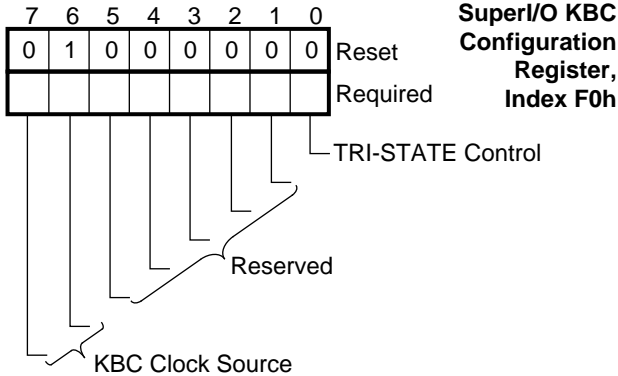 7 6 5 4 3 2 1 0
0 1 0 0 0 0 0 0 Reset
Required
SuperI/O KBC
Configuration
Register,
Index F0h
TRI-STATE Control
Reserved
KBC Clock Source